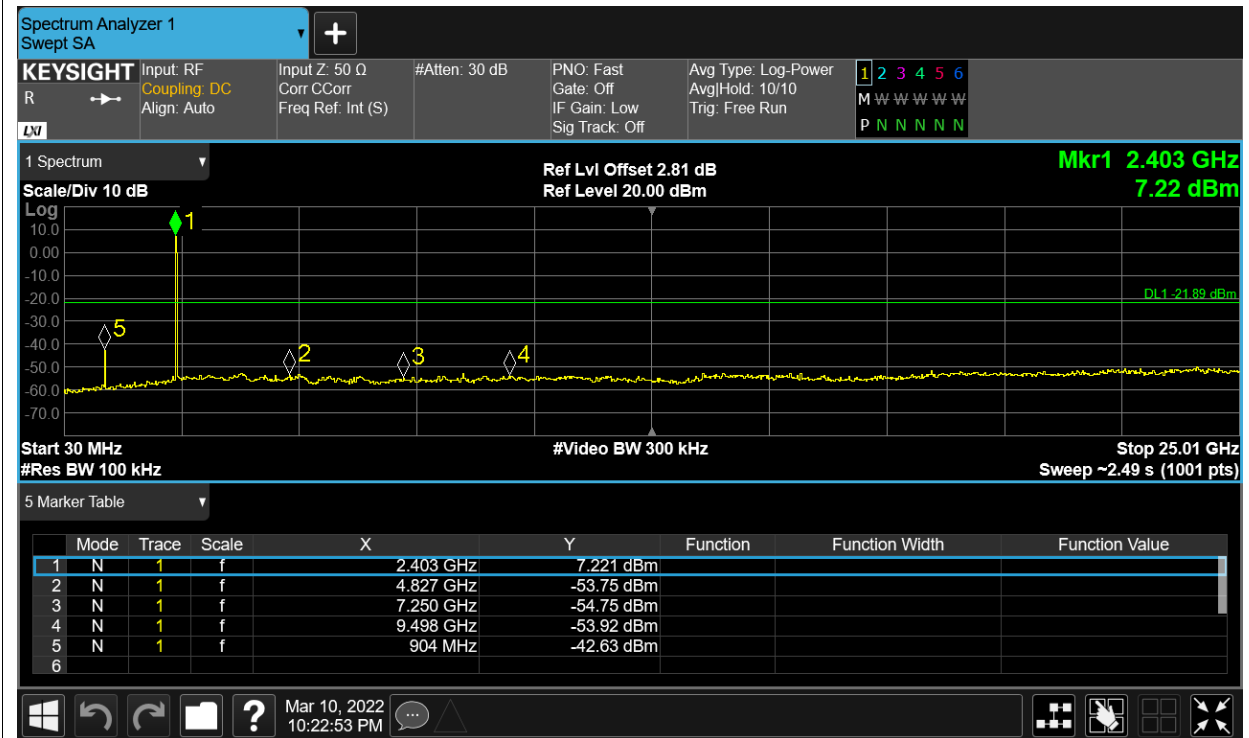 Spectrum Analyzer 1
Swept SA
KEYSIGHT Input: RF Input Z: 50 Ω #Atten: 30 dB PNO: Fast Avg Type: Log-Power 1 2 3 4 5 6
R Coupling: DC Corr CCorr Gate: Off Avg|Hold: 10/10 M W W W W W
Align: Auto Freq Ref: Int (S) IF Gain: Low Trig: Free Run
LXI Sig Track: Off P N N N N N
1 Spectrum Ref Lvl Offset 2.81 dB Mkr1 2.403 GHz
Scale/Div 10 dB Ref Level 20.00 dBm 7.22 dBm
Log
1
10.0
0.00
-10.0
-20.0 DL1 -21.89 dBm
-30.0
5
-40.0
2 3 4
-50.0
-60.0
-70.0
Start 30 MHz #Video BW 300 kHz Stop 25.01 GHz
#Res BW 100 kHz Sweep ~2.49 s (1001 pts)
5 Marker Table
Mode Trace Scale X Y Function Function Width Function Value
1 N 1 f 2.403 GHz 7.221 dBm
2 N 1 f 4.827 GHz -53.75 dBm
3 N 1 f 7.250 GHz -54.75 dBm
4 N 1 f 9.498 GHz -53.92 dBm
5 N 1 f 904 MHz -42.63 dBm
6
? Mar 10, 2022
10:22:53 PM